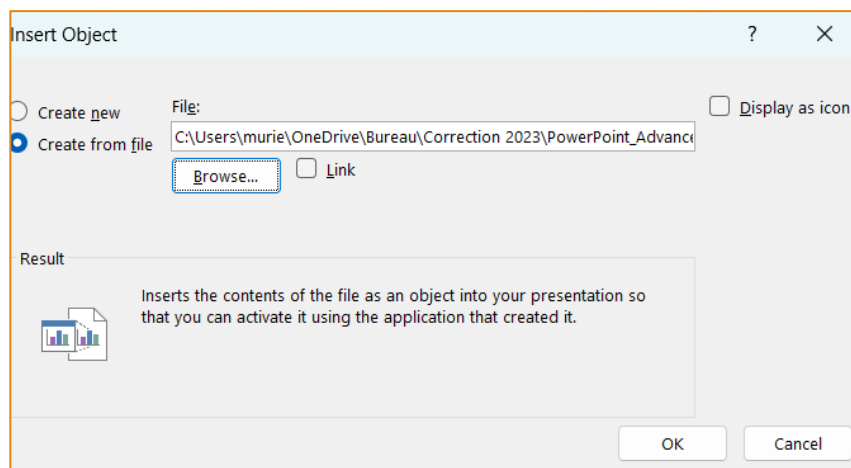 Insert Object
Create new
File:
Display as icon
Create from file
C:\Users\murie\OneDrive\Bureau\Correction 2023\PowerPoint_Advance
Browse...
Link
Result
Inserts the contents of the file as an object into your presentation so
that you can activate it using the application that created it.
OK
Cancel